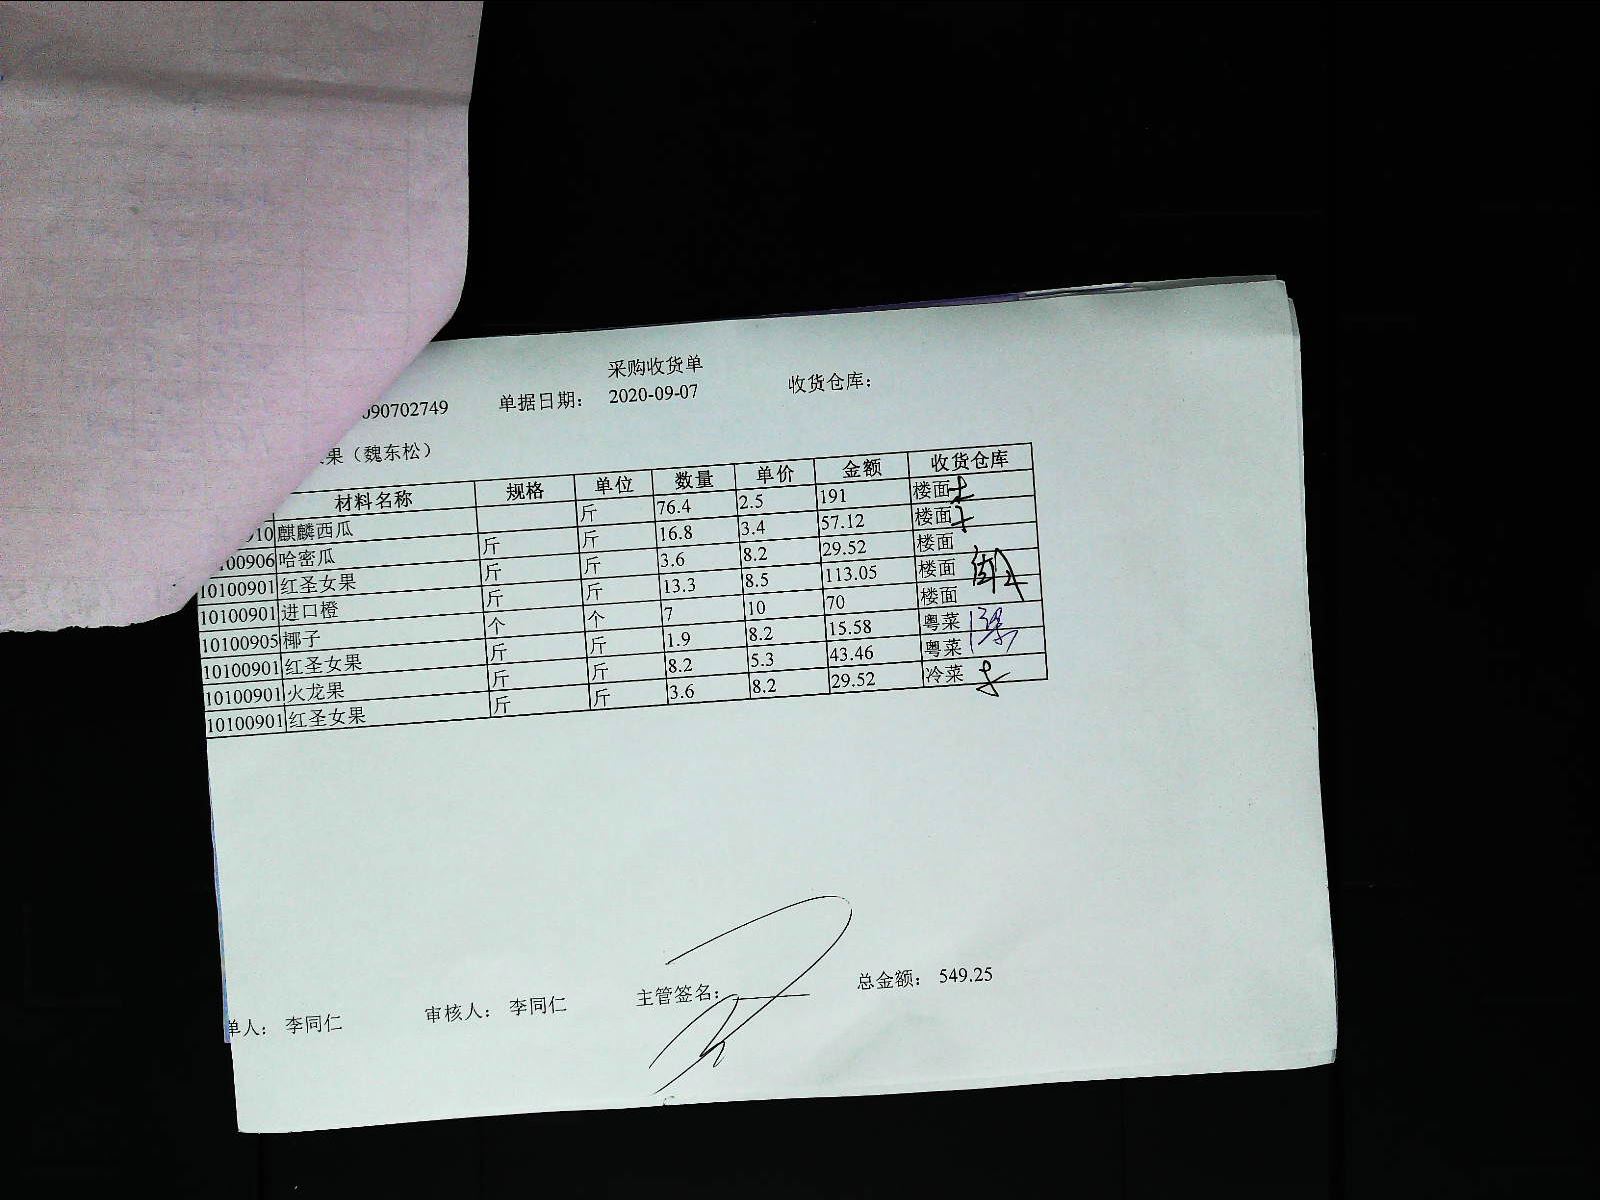 采购收货单
090702749 单据日期： 2020-09-07 收货仓库：
果（魏东松）
材料名称 规格 单位 数量 单价 金额 收货仓库
10 麒麟西瓜 斤 76.4 2.5 191 楼面
100906 哈密瓜 斤 斤 16.8 3.4 57.12 楼面
10100901 红圣女果 斤 斤 3.6 8.2 29.52 楼面
10100901 进口橙 斤 斤 13.3 8.5 113.05 楼面
10100905 椰子 个 个 7 10 70 楼面
10100901 红圣女果 斤 斤 1.9 8.2 15.58 粤菜
10100901 火龙果 斤 斤 8.2 5.3 43.46 粤菜
10100901 红圣女果 斤 斤 3.6 8.2 29.52 冷菜
单人： 李同仁 审核人： 李同仁 主管签名： 总金额： 549.25